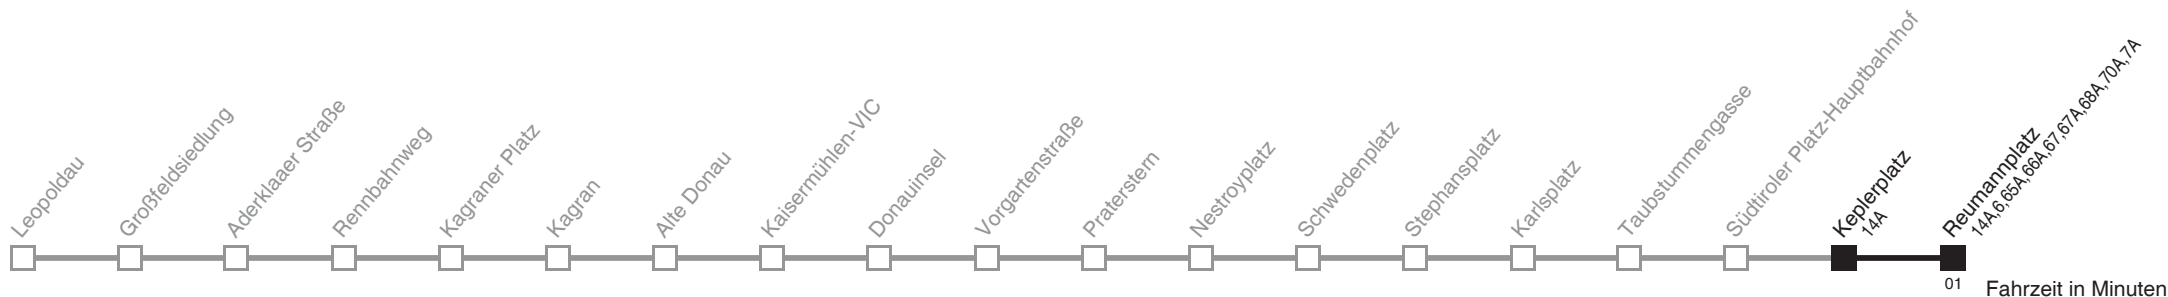 Leopoldau
Großfeldsiedlung
Aderklaaer Straße
Rennbahnweg
Kagraner Platz
Kagran
Alte Donau
Kaisermühlen-VIC
Donauinsel
Vorgartenstraße
Praterstern
Nestroyplatz
Schwedenplatz
Stephansplatz
Karlsplatz
Taubstummengasse
Südtiroler Platz-Hauptbahnhof
Keplerplatz
14A
Reumannplatz
14A,6,65A,66A,67,67A,68A,70A,7A
01
Fahrzeit in Minuten